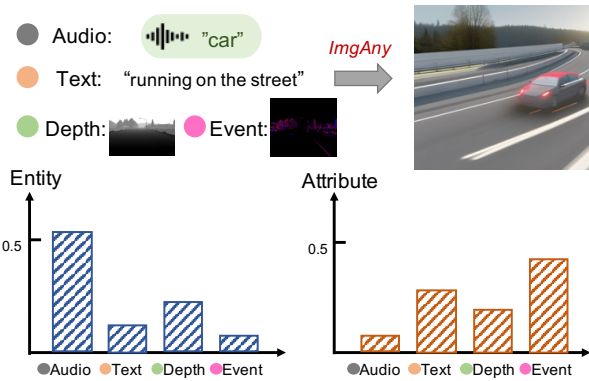 Audio: "car"
ImgAny
Text: “running on the street”
Depth: Event:
Entity Attribute
0.5 0.5
Audio Text Depth Event Audio Text Depth Event